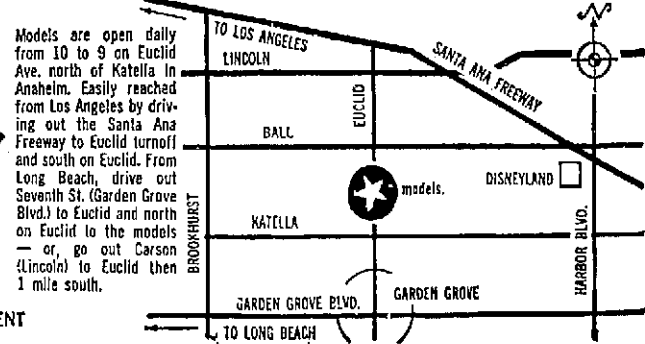 Models are open daily
from 10 to 9 on Euclid
Ave. north of Katella in
Anaheim. Easily reached
from Los Angeles by driv-
ing out the Santa Ana
Freeway to Euclid turnoff
and south on Euclid. From
Long Beach, drive out
Seventh St. (Garden Grove
Blvd.) to Euclid and north
on Euclid to the models
— or, go out Carson
(Lincoln) to Euclid then
1 mile south.
ENT
TO LOS ANGELES
LINCOLN
SANTA ANA FREEWAY
EUCLID
BALL
DISNEYLAND
models.
KATELLA
BROOKHURST
HARBOR BLVD.
GARDEN GROVE BLVD.
GARDEN GROVE
TO LONG BEACH
N